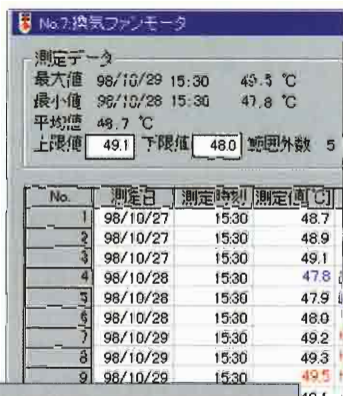 No.7:換気ファンモータ
測定データ
最大値 98/10/29 15:30 49.5 ℃
最小値 98/10/28 15:30 47.8 ℃
平均値 48.7 ℃
上限値 49.1 下限値 48.0 範囲外数 5
No. 測定日 測定時刻 測定値[℃]
1 98/10/27 15:30 48.7
2 98/10/27 15:30 48.9
3 98/10/27 15:30 49.1
4 98/10/28 15:30 47.8
5 98/10/28 15:30 47.9
6 98/10/28 15:30 48.0
7 98/10/29 15:30 49.2
8 98/10/29 15:30 49.3
9 98/10/29 15:30 49.5